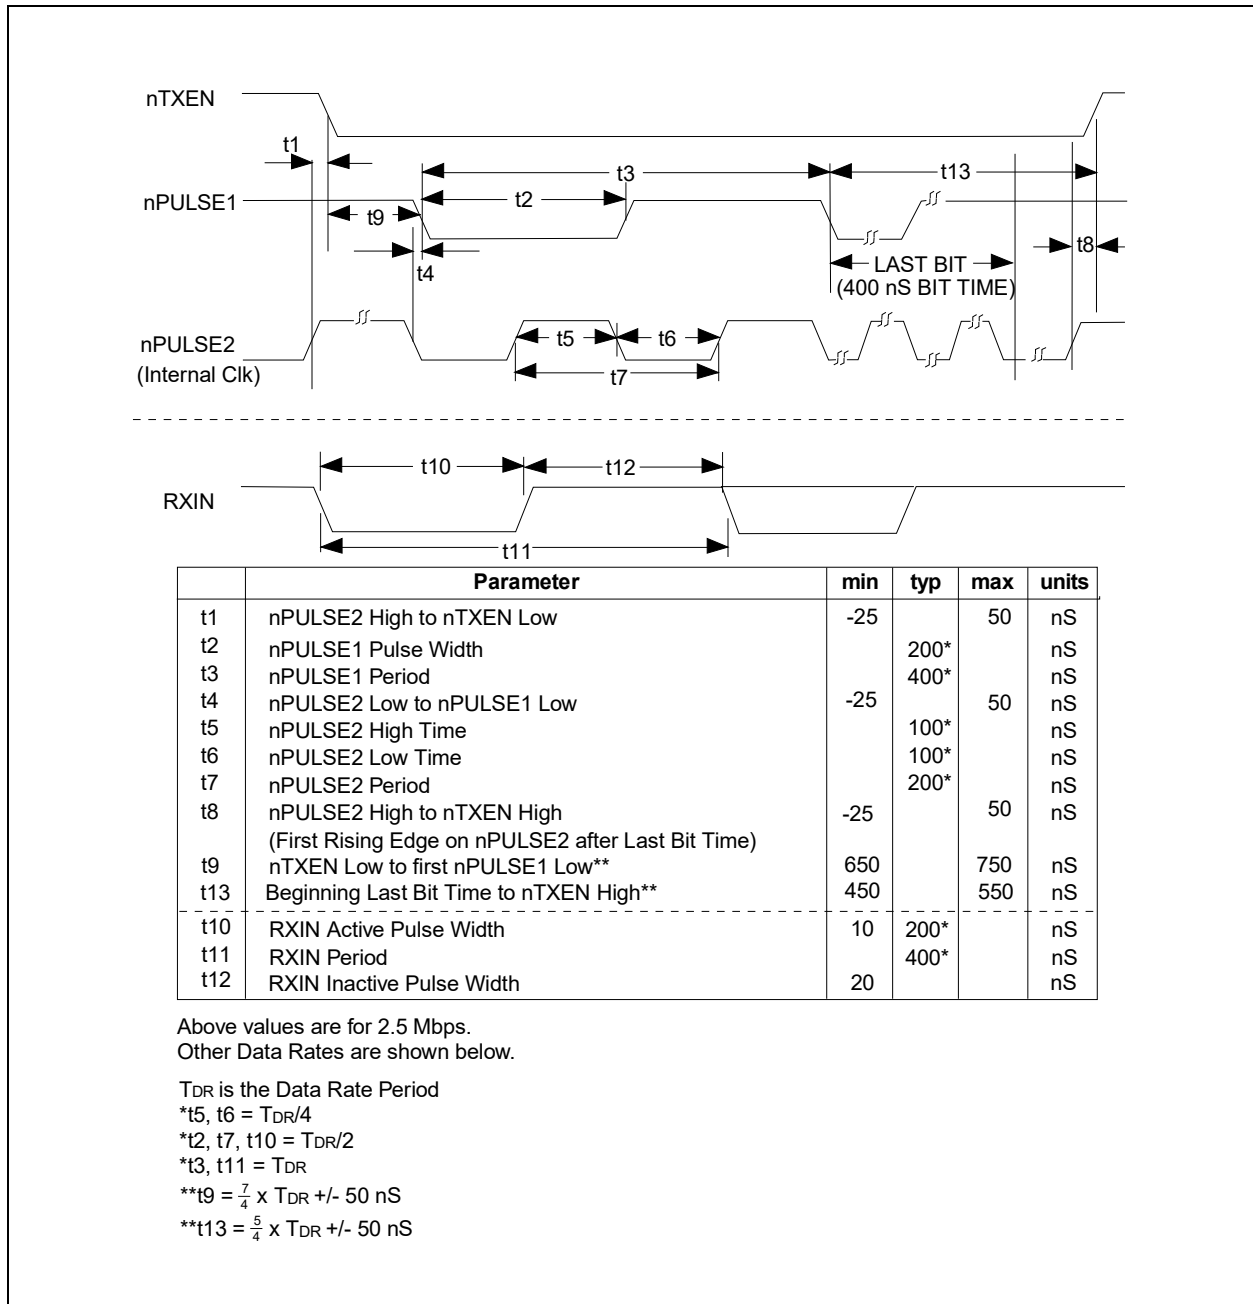 nTXEN
t1
t3
t13
nPULSE1
t2
t9
t8
t4
LAST BIT
(400 nS BIT TIME)
nPULSE2
(Internal Clk)
t5
t6
t7
t10
t12
RXIN
t11
Parameter min typ max units
t1 nPULSE2 High to nTXEN Low -25 50 nS
t2 nPULSE1 Pulse Width 200* nS
t3 nPULSE1 Period 400* nS
t4 nPULSE2 Low to nPULSE1 Low -25 50 nS
t5 nPULSE2 High Time 100* nS
t6 nPULSE2 Low Time 100* nS
t7 nPULSE2 Period 200* nS
t8 nPULSE2 High to nTXEN High -25 50 nS
(First Rising Edge on nPULSE2 after Last Bit Time)
t9 nTXEN Low to first nPULSE1 Low** 650 750 nS
t13 Beginning Last Bit Time to nTXEN High** 450 550 nS
t10 RXIN Active Pulse Width 10 200* nS
t11 RXIN Period 400* nS
t12 RXIN Inactive Pulse Width 20 nS
Above values are for 2.5 Mbps.
Other Data Rates are shown below.
TDR is the Data Rate Period
*t5, t6 = TDR/4
*t2, t7, t10 = TDR/2
*t3, t11 = TDR
**t9 = 7/4 x TDR +/- 50 nS
**t13 = 5/4 x TDR +/- 50 nS